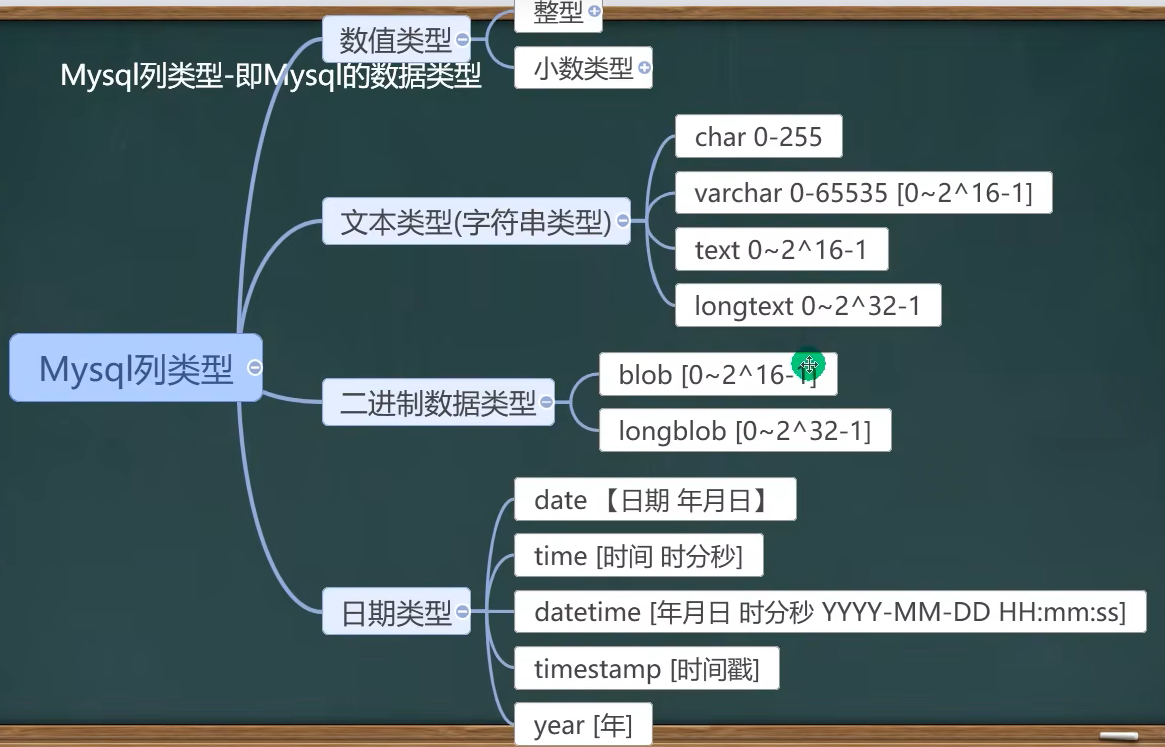 整型
数值类型
小数类型
Mysql列类型-即Mysql的数据类型
char 0-255
varchar 0-65535 [0~2^16-1]
文本类型(字符串类型)
text 0~2^16-1
longtext 0~2^32-1
Mysql列类型
blob [0~2^16-1]
二进制数据类型
longblob [0~2^32-1]
date 【日期 年月日】
time [时间 时分秒]
日期类型
datetime [年月日 时分秒 YYYY-MM-DD HH:mm:ss]
timestamp [时间戳]
year [年]